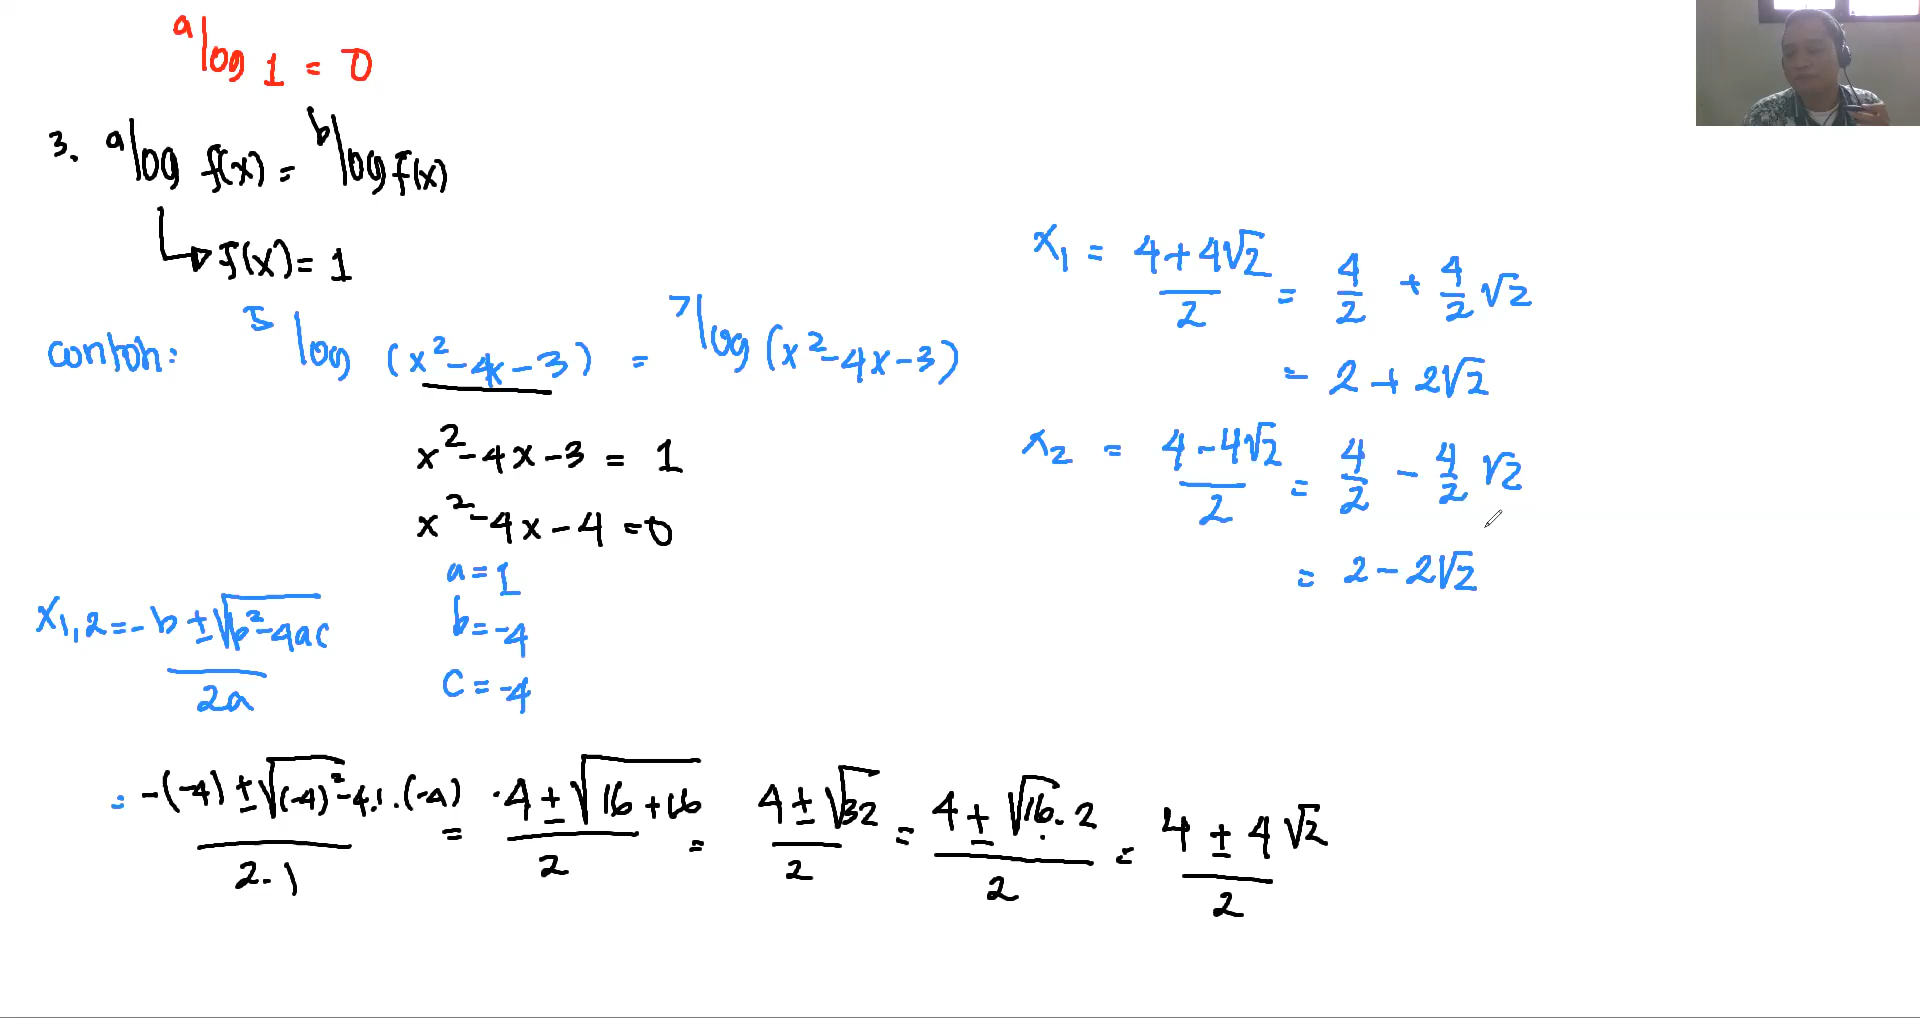 ᵃlog 1 = 0
3. ᵃlog f(x) = ᵇlog f(x)
f(x) = 1
contoh: ⁵log (x² - 4x - 3) = ⁷log (x² - 4x - 3)
x² - 4x - 3 = 1
x² - 4x - 4 = 0
a = 1
b = -4
c = -4
x₁,₂ = -b ± √(b² - 4ac) / 2a
= -(-4) ± √((-4)² - 4.1.(-4)) / 2.1 = 4 ± √(16 + 16) / 2 = 4 ± √32 / 2 = 4 ± √16.2 / 2 = 4 ± 4√2 / 2
x₁ = 4 + 4√2 / 2 = 4/2 + 4/2 √2
= 2 + 2√2
x₂ = 4 - 4√2 / 2 = 4/2 - 4/2 √2
= 2 - 2√2